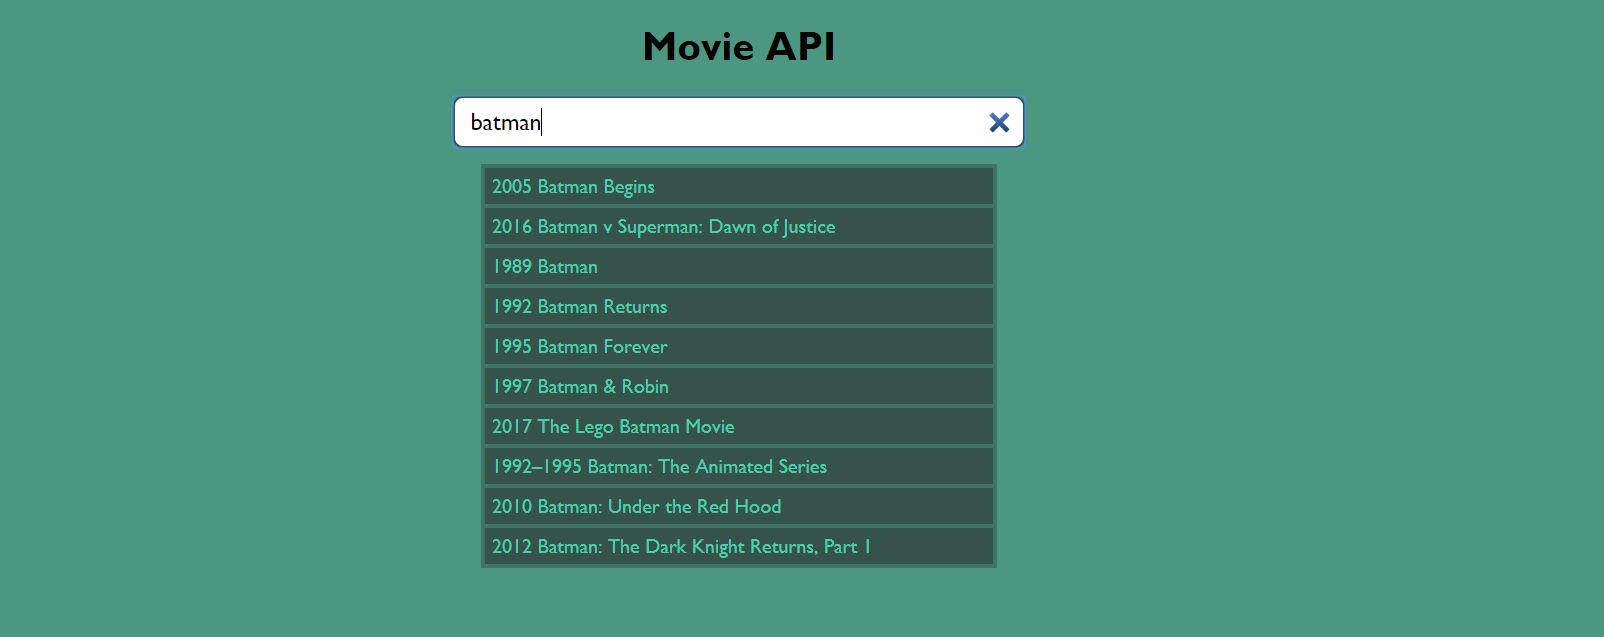 Movie API
batman
2005 Batman Begins
2016 Batman v Superman: Dawn of Justice
1989 Batman
1992 Batman Returns
1995 Batman Forever
1997 Batman & Robin
2017 The Lego Batman Movie
1992–1995 Batman: The Animated Series
2010 Batman: Under the Red Hood
2012 Batman: The Dark Knight Returns, Part 1